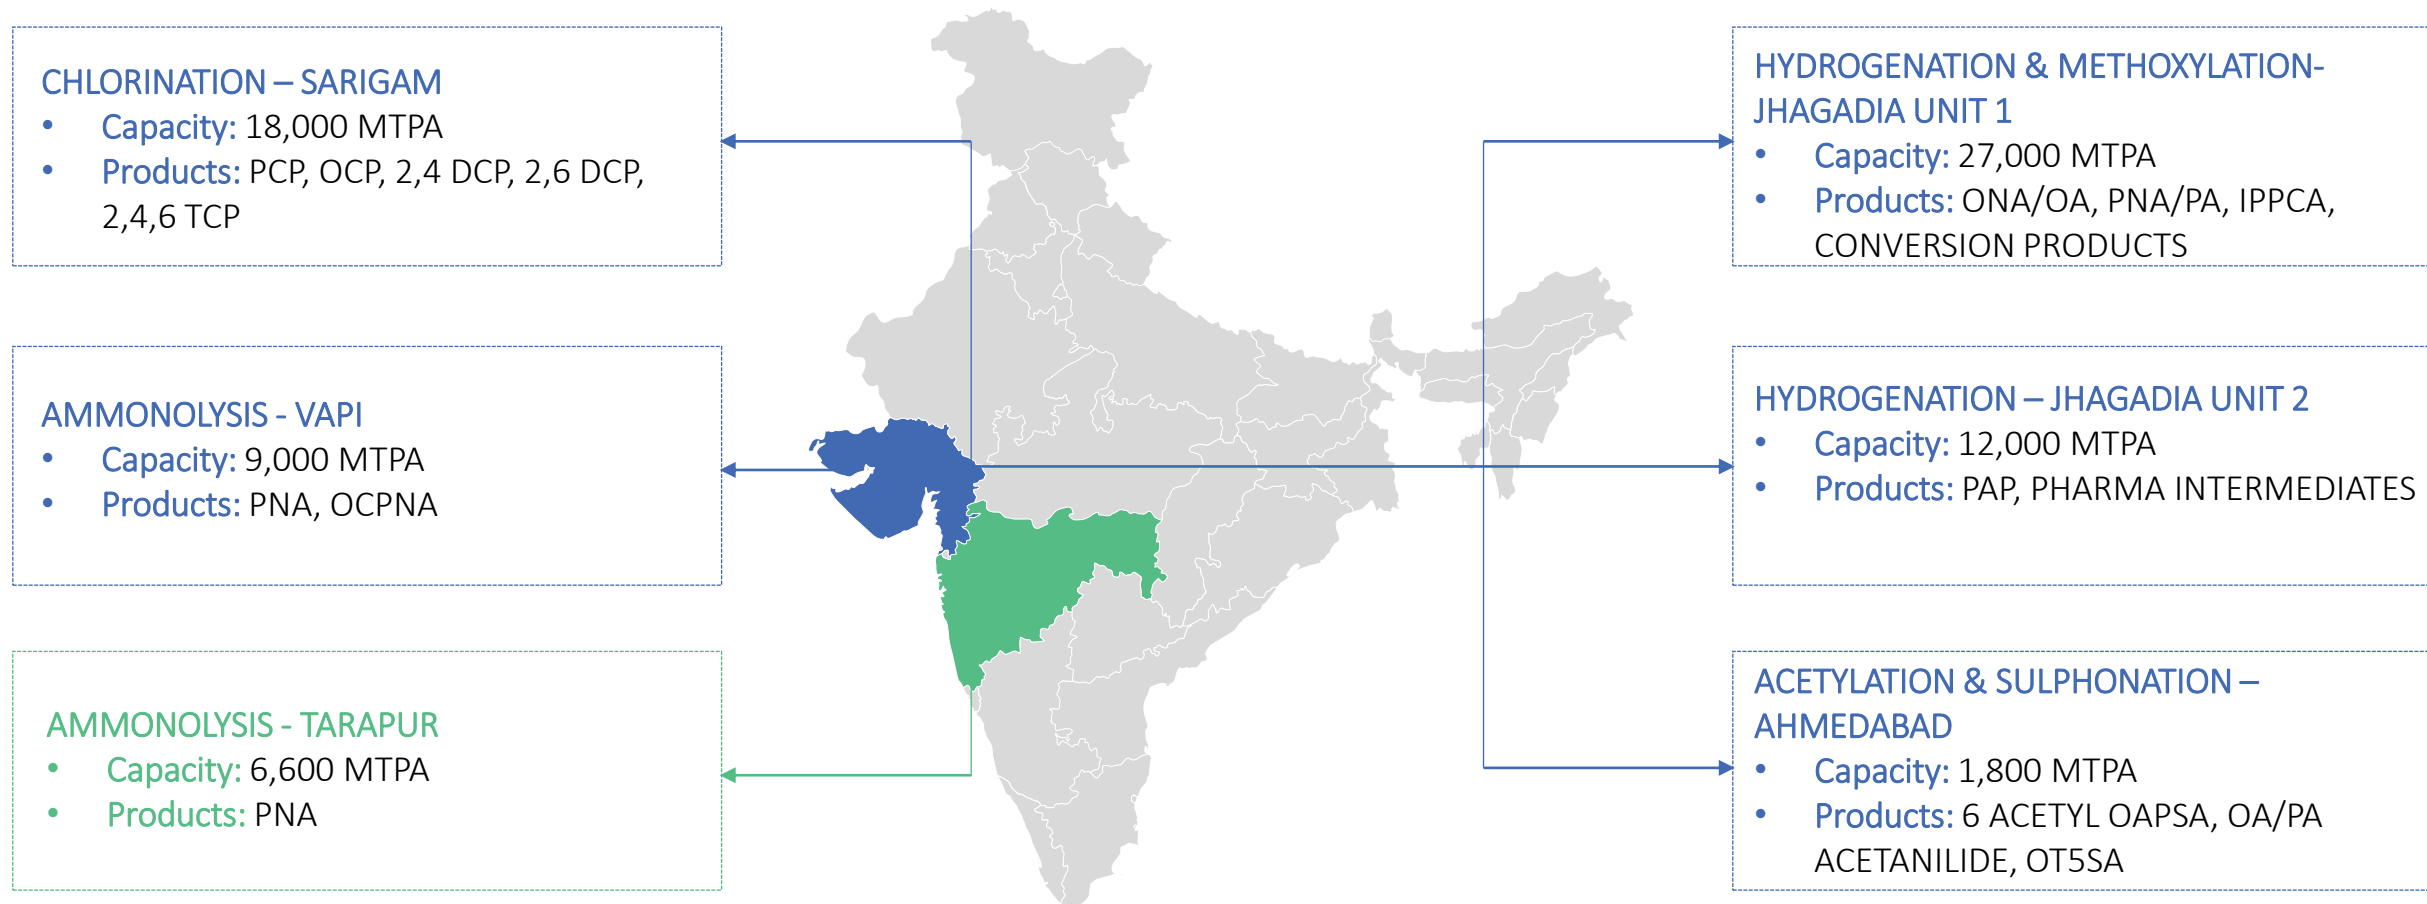 CHLORINATION – SARIGAM
• Capacity: 18,000 MTPA
• Products: PCP, OCP, 2,4 DCP, 2,6 DCP,
2,4,6 TCP
AMMONOLYSIS - VAPI
• Capacity: 9,000 MTPA
• Products: PNA, OCPNA
AMMONOLYSIS - TARAPUR
• Capacity: 6,600 MTPA
• Products: PNA
HYDROGENATION & METHOXYLATION-
JHAGADIA UNIT 1
• Capacity: 27,000 MTPA
• Products: ONA/OA, PNA/PA, IPPCA,
CONVERSION PRODUCTS
HYDROGENATION – JHAGADIA UNIT 2
• Capacity: 12,000 MTPA
• Products: PAP, PHARMA INTERMEDIATES
ACETYLATION & SULPHONATION –
AHMEDABAD
• Capacity: 1,800 MTPA
• Products: 6 ACETYL OAPSA, OA/PA
ACETANILIDE, OT5SA